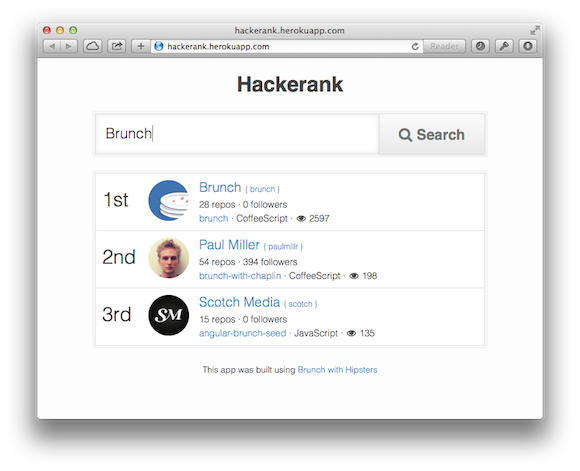 hackerank.herokuapp.com
hackerank.herokuapp.com
Reader
Hackerank
Brunch
Search
1st
Brunch { brunch }
28 repos · 0 followers
brunch · CoffeeScript · 2597
2nd
Paul Miller { paulmillr }
54 repos · 394 followers
brunch-with-chaplin · CoffeeScript · 198
3rd
SM
Scotch Media { scotch }
15 repos · 0 followers
angular-brunch-seed · JavaScript · 135
This app was built using Brunch with Hipsters